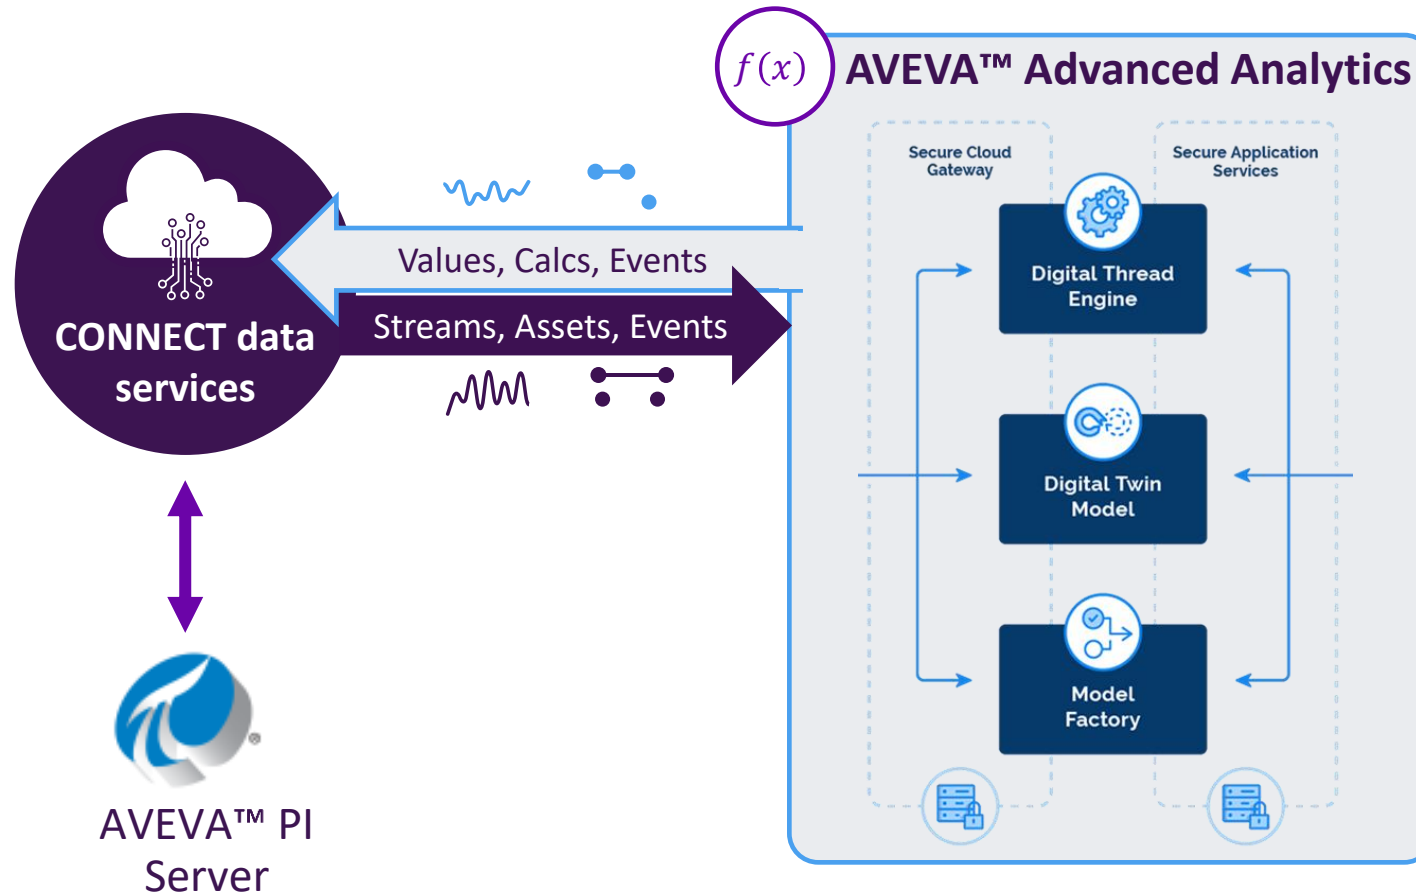 f(x)
AVEVA™ Advanced Analytics
Secure Cloud
Gateway
Secure Application
Services
Values, Calcs, Events
Streams, Assets, Events
CONNECT data
services
Digital Thread
Engine
Digital Twin
Model
Model
Factory
®
AVEVA™ PI
Server